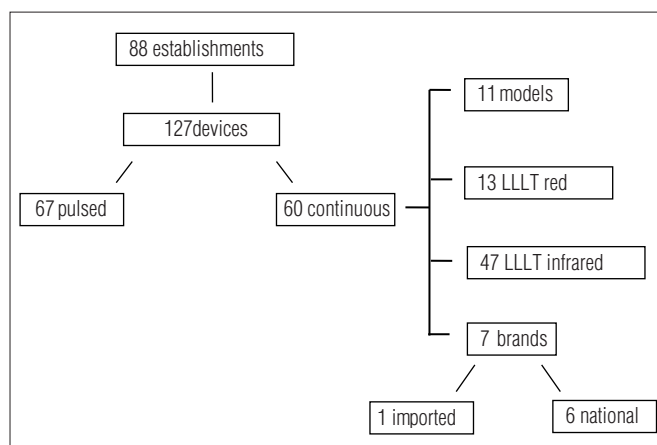 88 establishments
127devices
67 pulsed
60 continuous
11 models
13 LLLT red
47 LLLT infrared
7 brands
1 imported
6 national